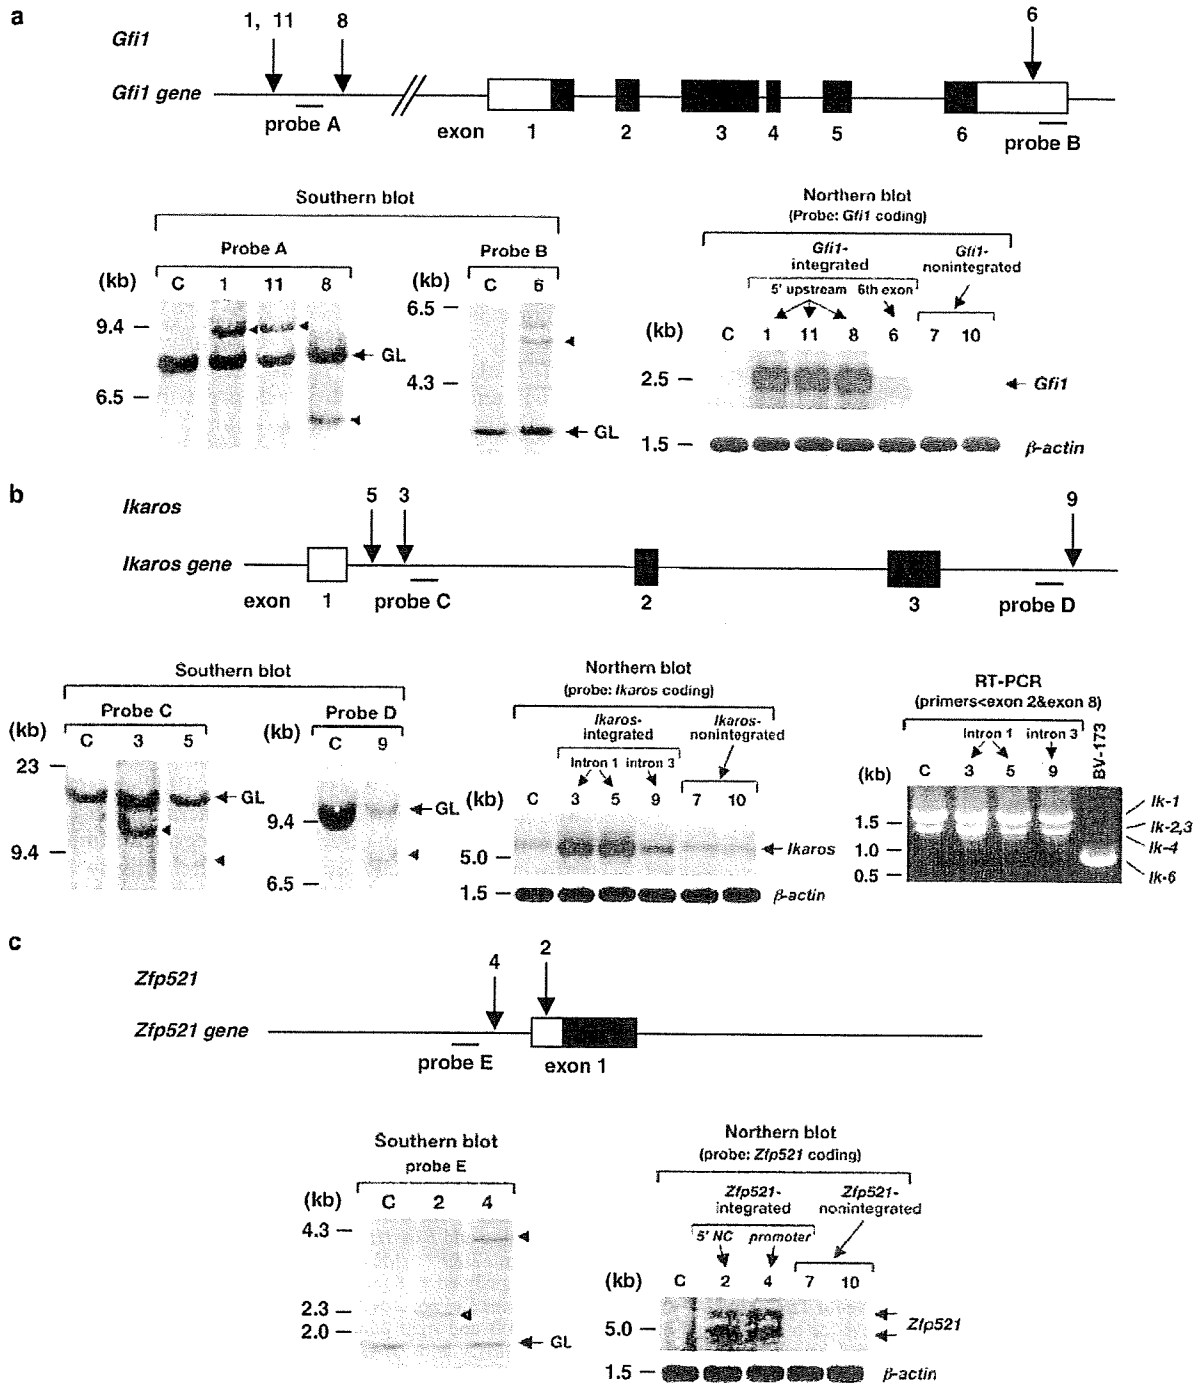 a
1, 11 8 6
Gfi1
Gfi1 gene
probe A exon 1 2 3 4 5 6 probe B
Southern blot
Probe A
Probe B
(kb) C 1 11 8
(kb) C 6
9.4
6.5
GL
6.5
4.3
GL
Northern blot
(Probe: Gfi1 coding)
Gfi1-integrated
Gfi1-nonintegrated
5' upstream 6th exon
(kb) C 1 11 8 6 7 10
2.5 Gfi1
1.5 β-actin
b
5 3 9
Ikaros
Ikaros gene
exon 1 probe C 2 3 probe D
Southern blot
Probe C
Probe D
(kb) C 3 5
(kb) C 9
23
GL
9.4
GL
9.4
6.5
Northern blot
(probe: Ikaros coding)
Ikaros-integrated
Ikaros-nonintegrated
Intron 1 intron 3
(kb) C 3 5 9 7 10
5.0 Ikaros
1.5 β-actin
RT-PCR
(primers<exon 2&exon 8)
Intron 1 intron 3
BV-173
(kb) C 3 5 9
1.5
1.0
0.5
Ik-1
Ik-2,3
Ik-4
Ik-6
c
4 2
Zfp521
Zfp521 gene
probe E exon 1
Southern blot
probe E
(kb) C 2 4
4.3
2.3
2.0
GL
Northern blot
(probe: Zfp521 coding)
Zfp521-integrated
Zfp521-nonintegrated
5' NC promoter
(kb) C 2 4 7 10
5.0 Zfp521
1.5 β-actin